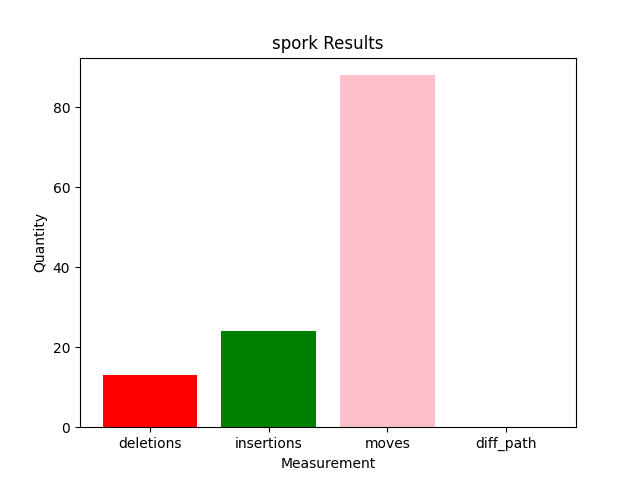 spork Results
Quantity
80
60
40
20
0
deletions insertions moves diff_path
Measurement